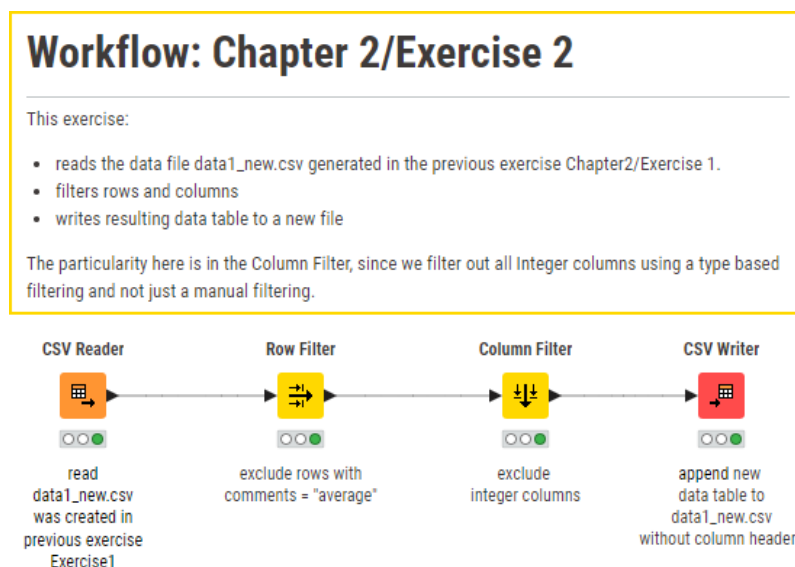 Workflow: Chapter 2/Exercise 2
This exercise:
• reads the data file data1_new.csv generated in the previous exercise Chapter2/Exercise 1.
• filters rows and columns
• writes resulting data table to a new file
The particularity here is in the Column Filter, since we filter out all Integer columns using a type based
filtering and not just a manual filtering.
CSV Reader
Row Filter
Column Filter
CSV Writer
read
data1_new.csv
was created in
previous exercise
Exercise1
exclude rows with
comments = "average"
exclude
integer columns
append new
data table to
data1_new.csv
without column header